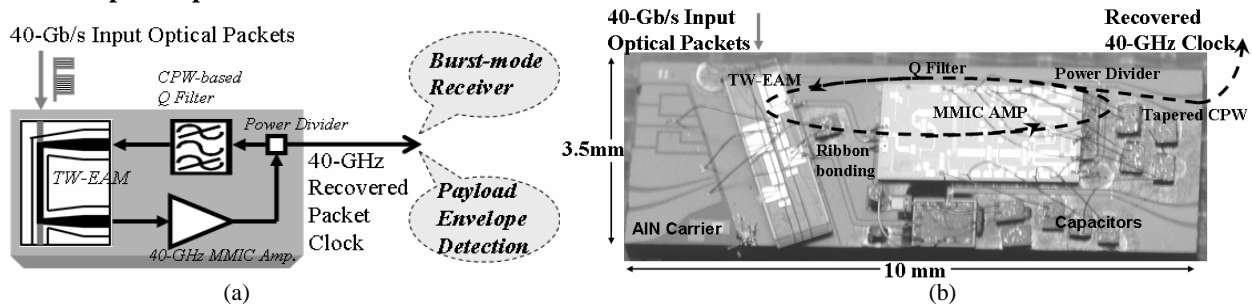 40-Gb/s Input Optical Packets
CPW-based
Q Filter
Power Divider
TW-EAM
40-GHz MMIC Amp.
40-GHz
Recovered
Packet
Clock
Burst-mode
Receiver
Payload
Envelope
Detection
(a)
40-Gb/s Input
Optical Packets
Recovered
40-GHz Clock
TW-EAM
Q Filter
Power Divider
MMIC AMP
Tapered CPW
3.5mm
Ribbon
bonding
AlN Carrier
Capacitors
10 mm
(b)